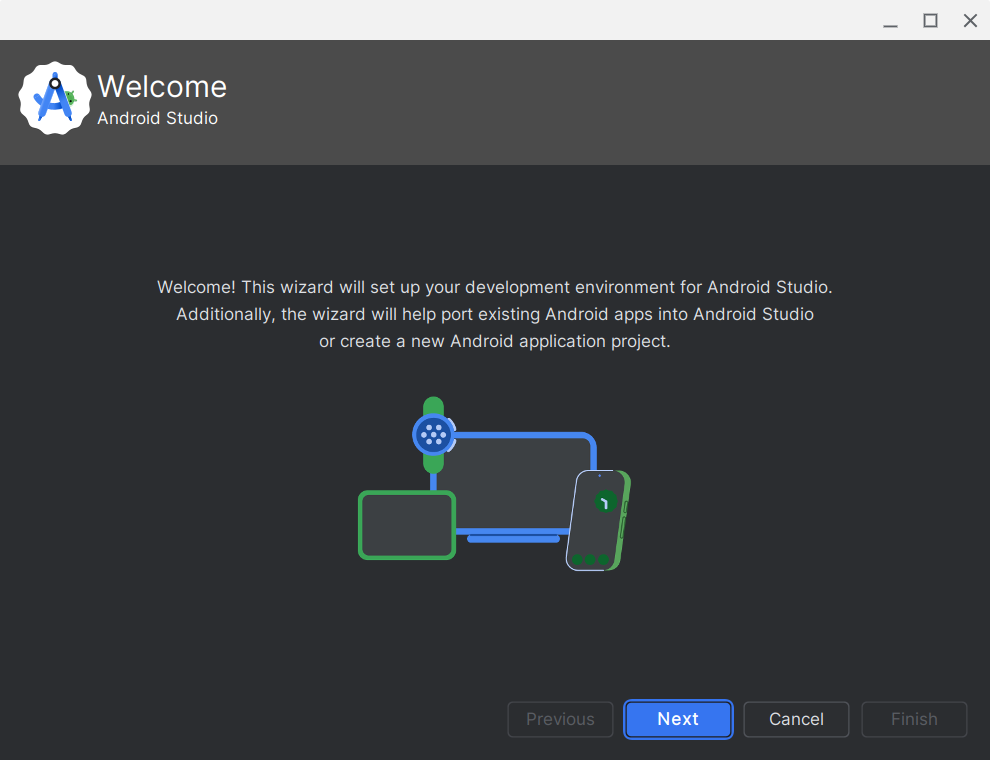 Welcome
Android Studio
Welcome! This wizard will set up your development environment for Android Studio.
Additionally, the wizard will help port existing Android apps into Android Studio
or create a new Android application project.
Previous
Next
Cancel
Finish